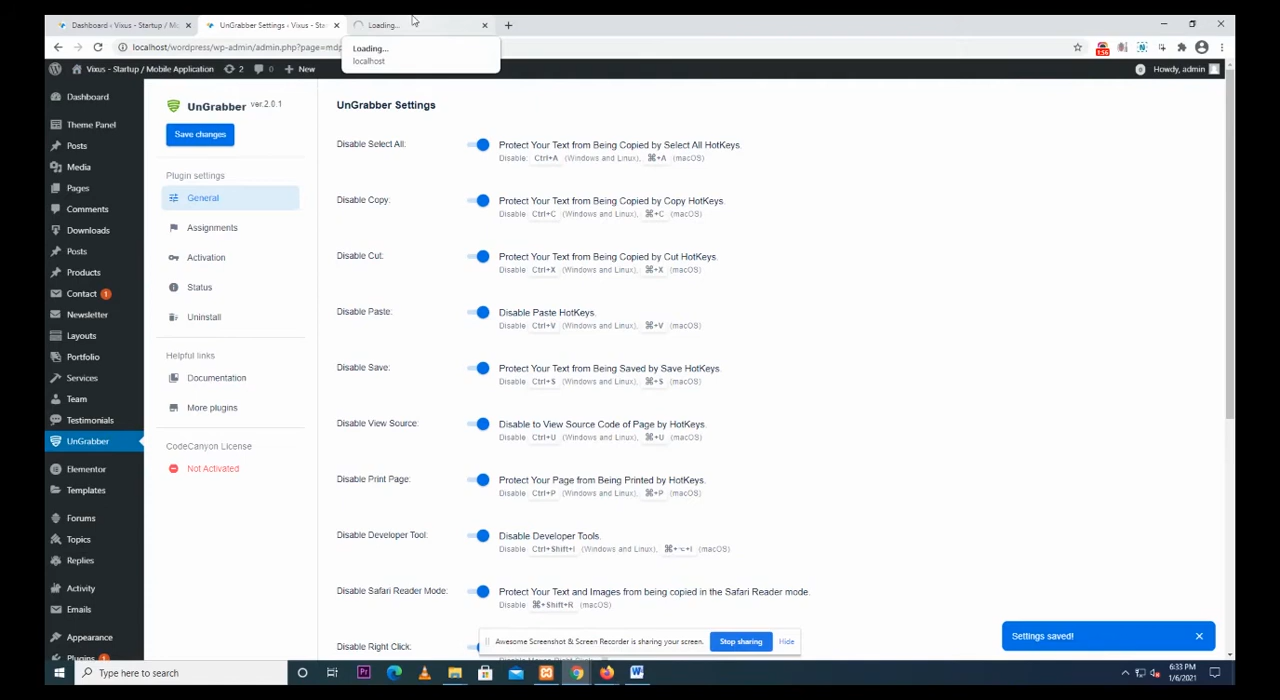 Dashboard ‹ Vixus - Startup / M
UnGrabber Settings ‹ Vixus - Sta
Loading...
localhost/wordpress/wp-admin/admin.php?page=mdp
Loading...
localhost
1:56
Vixus - Startup / Mobile Application
2
0
New
0
Howdy, admin
Dashboard
Theme Panel
Posts
Media
Pages
Comments
Downloads
Posts
Products
Contact 1
Newsletter
Layouts
Portfolio
Services
Team
Testimonials
UnGrabber
Elementor
Templates
Forums
Topics
Replies
Activity
Emails
Appearance
Plugins
UnGrabber ver.2.0.1
Save changes
Plugin settings
General
Assignments
Activation
Status
Uninstall
Helpful links
Documentation
More plugins
CodeCanyon License
Not Activated
UnGrabber Settings
Disable Select All:
Protect Your Text from Being Copied by Select All HotKeys.
Disable: Ctrl+A (Windows and Linux), ⌘+A (macOS)
Disable Copy:
Protect Your Text from Being Copied by Copy HotKeys.
Disable Ctrl+C (Windows and Linux), ⌘+C (macOS)
Disable Cut:
Protect Your Text from Being Copied by Cut HotKeys.
Disable Ctrl+X (Windows and Linux), ⌘+X (macOS)
Disable Paste:
Disable Paste HotKeys.
Disable Ctrl+V (Windows and Linux), ⌘+V (macOS)
Disable Save:
Protect Your Text from Being Saved by Save HotKeys.
Disable Ctrl+S (Windows and Linux), ⌘+S (macOS)
Disable View Source:
Disable to View Source Code of Page by HotKeys.
Disable Ctrl+U (Windows and Linux), ⌘+U (macOS)
Disable Print Page:
Protect Your Page from Being Printed by HotKeys.
Disable Ctrl+P (Windows and Linux), ⌘+P (macOS)
Disable Developer Tool:
Disable Developer Tools.
Disable Ctrl+Shift+I (Windows and Linux), ⌘+⌥+I (macOS)
Disable Safari Reader Mode:
Protect Your Text and Images from being copied in the Safari Reader mode.
Disable ⌘+Shift+R (macOS)
Disable Right Click:
Awesome Screenshot & Screen Recorder is sharing your screen.
Stop sharing
Hide
Settings saved!
Type here to search
6:33 PM
1/6/2021